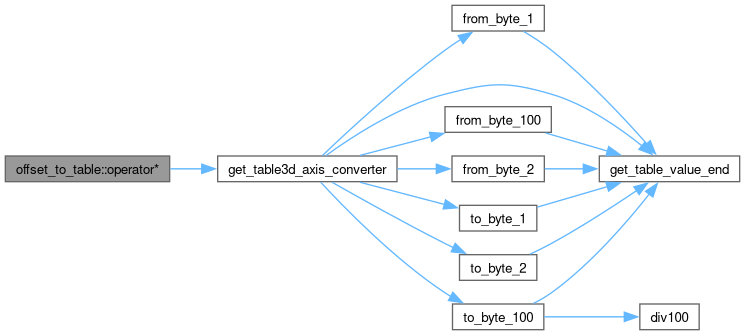 offset_to_table::operator*
get_table3d_axis_converter
from_byte_1
from_byte_100
from_byte_2
to_byte_1
to_byte_2
to_byte_100
get_table_value_end
div100